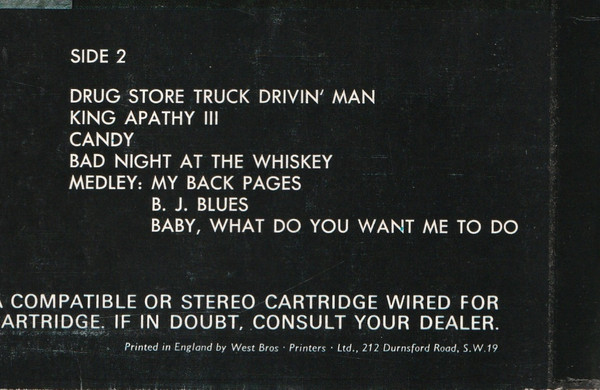 SIDE 2
DRUG STORE TRUCK DRIVIN' MAN
KING APATHY III
CANDY
BAD NIGHT AT THE WHISKEY
MEDLEY: MY BACK PAGES
B. J. BLUES
BABY, WHAT DO YOU WANT ME TO DO
COMPATIBLE OR STEREO CARTRIDGE WIRED FOR
ARTRIDGE. IF IN DOUBT, CONSULT YOUR DEALER.
Printed in England by West Bros · Printers · Ltd., 212 Durnsford Road, S.W.19